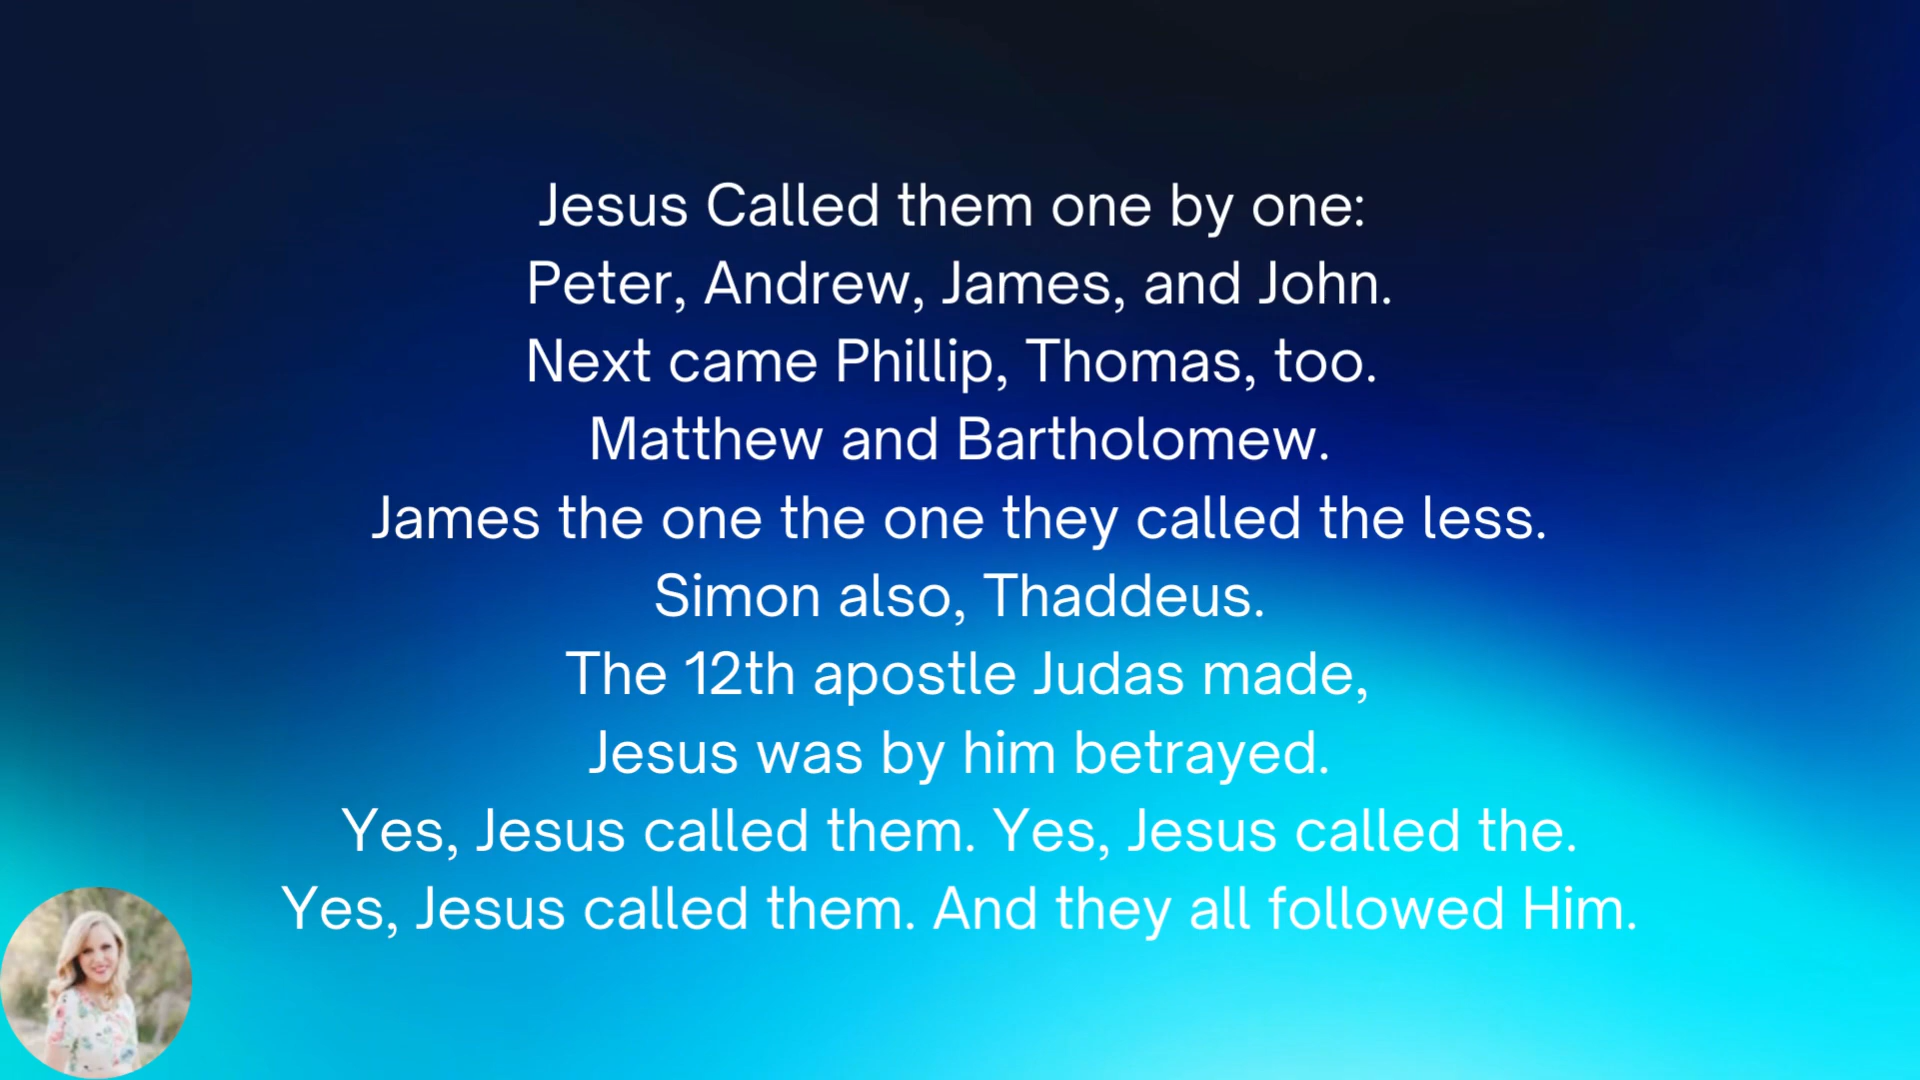 Jesus Called them one by one:
Peter, Andrew, James, and John.
Next came Phillip, Thomas, too.
Matthew and Bartholomew.
James the one the one they called the less.
Simon also, Thaddeus.
The 12th apostle Judas made,
Jesus was by him betrayed.
Yes, Jesus called them. Yes, Jesus called the.
Yes, Jesus called them. And they all followed Him.